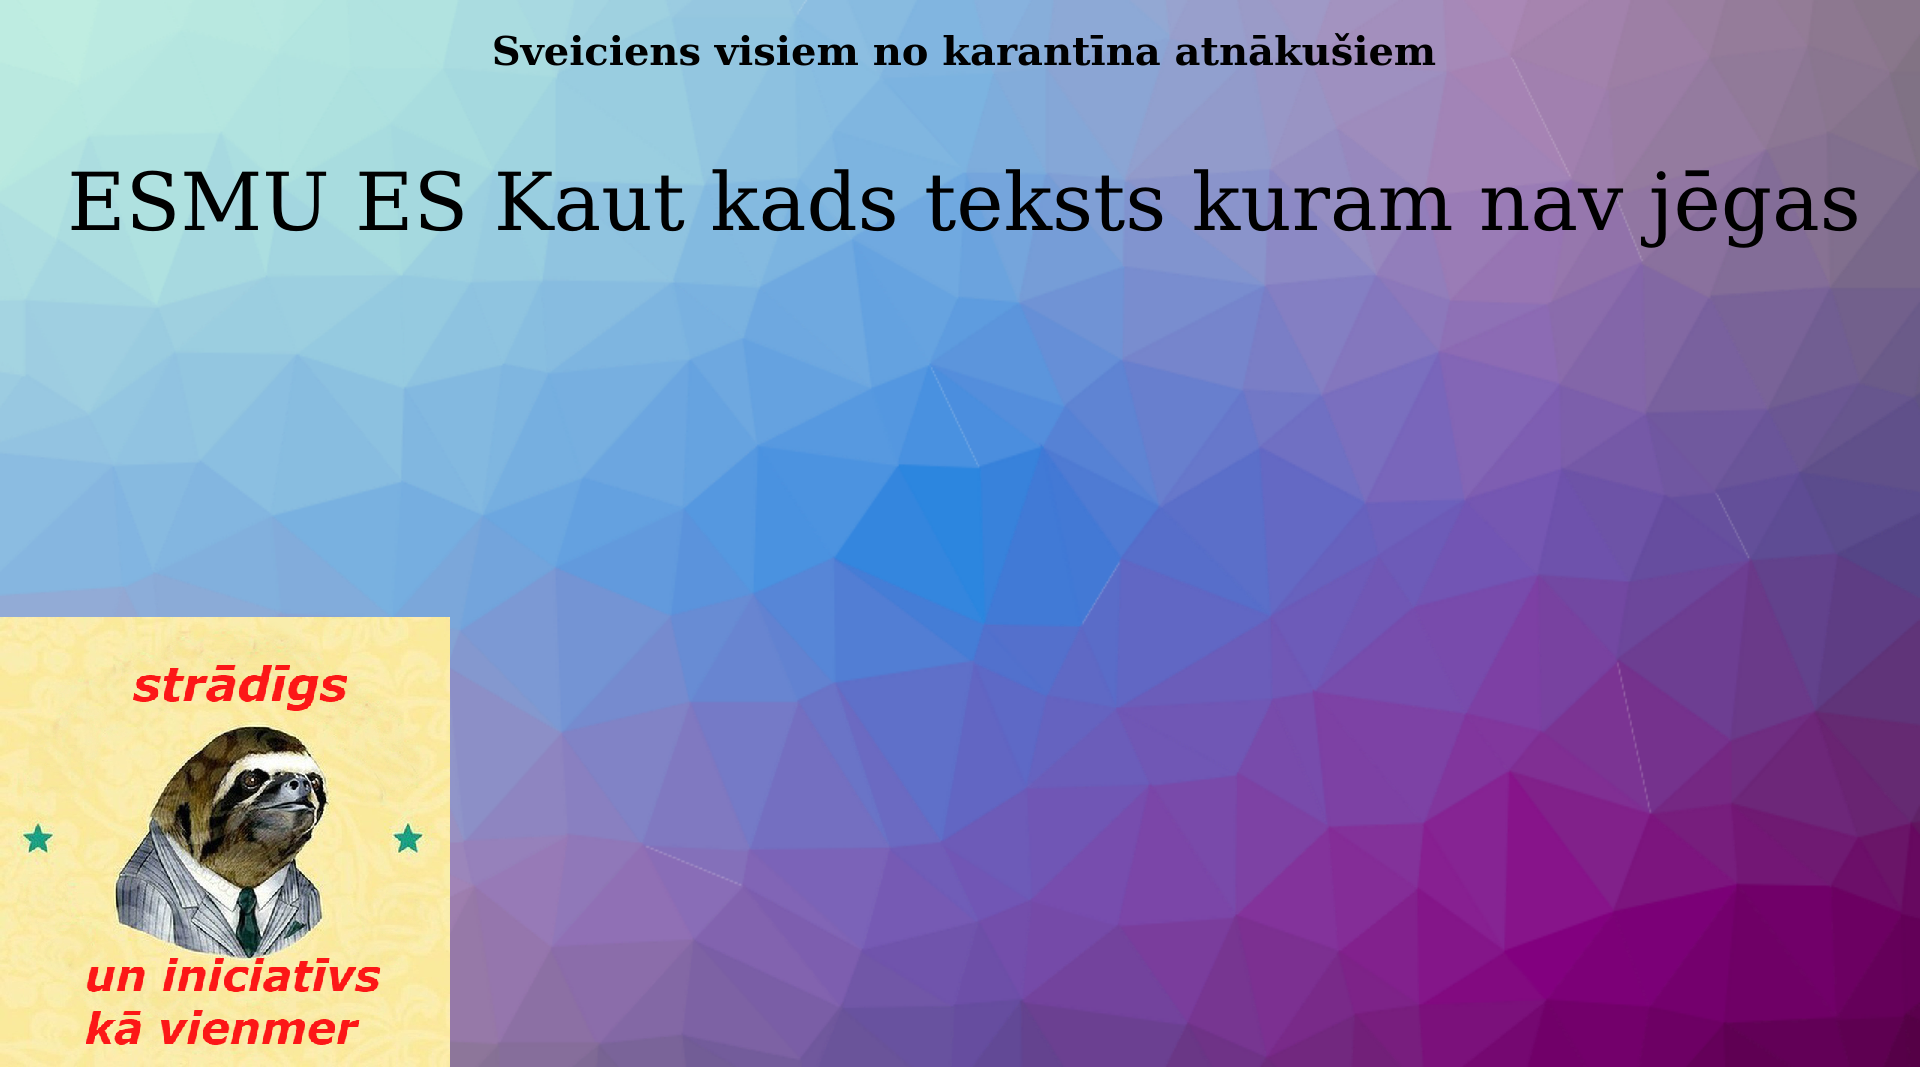 Sveiciens visiem no karantīna atnākušiem
ESMU ES Kaut kads teksts kuram nav jēgas
strādīgs
un iniciatīvs
kā vienmer